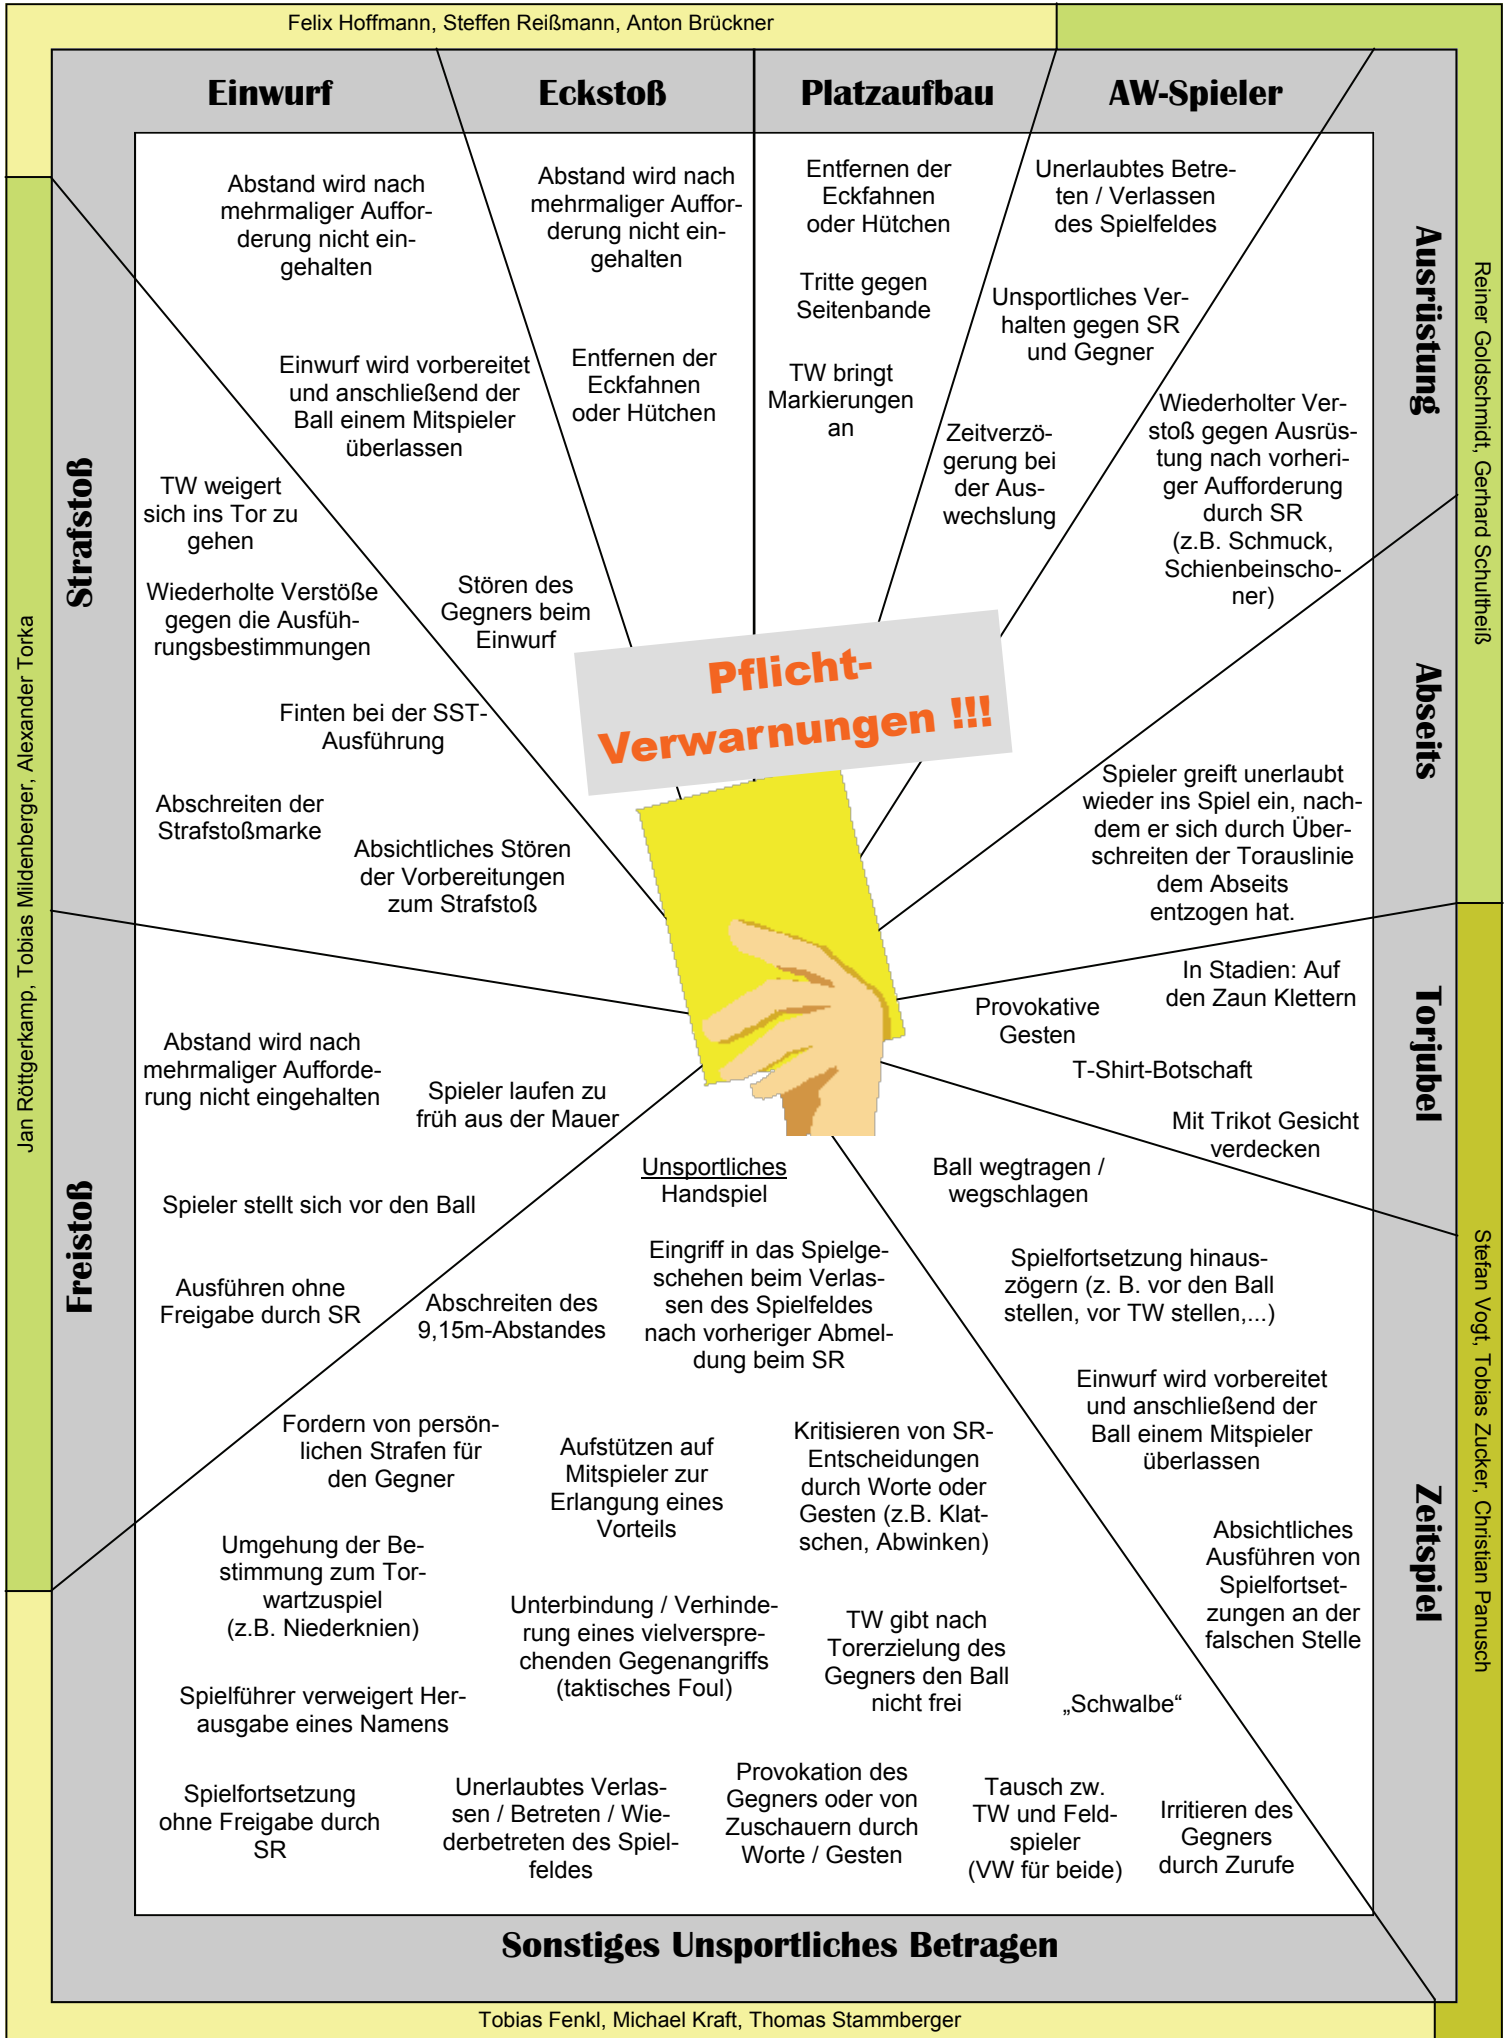 Felix Hoffmann, Steffen Reißmann, Anton Brückner
Einwurf
Eckstoß
Platzaufbau
AW-Spieler
Abstand wird nach
mehrmaliger Auffor-
derung nicht ein-
gehalten
Einwurf wird vorbereitet
und anschließend der
Ball einem Mitspieler
überlassen
Stören des
Gegners beim
Einwurf
Abstand wird nach
mehrmaliger Auffor-
derung nicht ein-
gehalten
Entfernen der
Eckfahnen
oder Hütchen
Entfernen der
Eckfahnen
oder Hütchen
Tritte gegen
Seitenbande
TW bringt
Markierungen
an
Unerlaubtes Betre-
ten / Verlassen
des Spielfeldes
Unsportliches Ver-
halten gegen SR
und Gegner
Zeitverzö-
gerung bei
der Aus-
wechslung
Ausrüstung
Wiederholter Ver-
stoß gegen Ausrüs-
tung nach vorheri-
ger Aufforderung
durch SR
(z.B. Schmuck,
Schienbeinscho-
ner)
Reiner Goldschmidt, Gerhard Schultheiß
Abseits
Spieler greift unerlaubt
wieder ins Spiel ein, nach-
dem er sich durch Über-
schreiten der Torauslinie
dem Abseits
entzogen hat.
Pflicht-
Verwarnungen !!!
Jan Röttgerkamp, Tobias Mildenberger, Alexander Torka
Strafstoß
TW weigert
sich ins Tor zu
gehen
Wiederholte Verstöße
gegen die Ausfüh-
rungsbestimmungen
Finten bei der SST-
Ausführung
Abschreiten der
Strafstoßmarke
Absichtliches Stören
der Vorbereitungen
zum Strafstoß
Freistoß
Abstand wird nach
mehrmaliger Aufforde-
rung nicht eingehalten
Spieler laufen zu
früh aus der Mauer
Spieler stellt sich vor den Ball
Ausführen ohne
Freigabe durch SR
Torjubel
In Stadien: Auf
den Zaun Klettern
Provokative
Gesten
T-Shirt-Botschaft
Mit Trikot Gesicht
verdecken
Stefan Vogt, Tobias Zucker, Christian Panusch
Zeitspiel
Ball wegtragen /
wegschlagen
Spielfortsetzung hinaus-
zögern (z. B. vor den Ball
stellen, vor TW stellen,...)
Einwurf wird vorbereitet
und anschließend der
Ball einem Mitspieler
überlassen
Absichtliches
Ausführen von
Spielfortset-
zungen an der
falschen Stelle
Unsportliches
Handspiel
Eingriff in das Spielge-
schehen beim Verlas-
sen des Spielfeldes
nach vorheriger Abmel-
dung beim SR
Abschreiten des
9,15m-Abstandes
Fordern von persön-
lichen Strafen für
den Gegner
Aufstützen auf
Mitspieler zur
Erlangung eines
Vorteils
Kritisieren von SR-
Entscheidungen
durch Worte oder
Gesten (z.B. Klat-
schen, Abwinken)
Umgehung der Be-
stimmung zum Tor-
wartzuspiel
(z.B. Niederknien)
Unterbindung / Verhinde-
rung eines vielverspre-
chenden Gegenangriffs
(taktisches Foul)
TW gibt nach
Torerzielung des
Gegners den Ball
nicht frei
„Schwalbe“
Spielführer verweigert Her-
ausgabe eines Namens
Spielfortsetzung
ohne Freigabe durch
SR
Unerlaubtes Verlas-
sen / Betreten / Wie-
derbetreten des Spiel-
feldes
Provokation des
Gegners oder von
Zuschauern durch
Worte / Gesten
Tausch zw.
TW und Feld-
spieler
(VW für beide)
Irritieren des
Gegners
durch Zurufe
Sonstiges Unsportliches Betragen
Tobias Fenkl, Michael Kraft, Thomas Stammberger